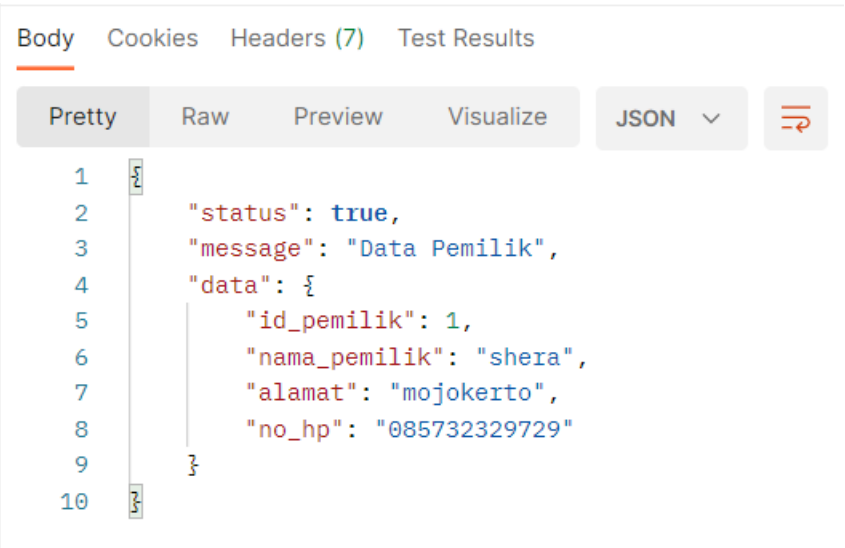 Body Cookies Headers (7) Test Results
Pretty Raw Preview Visualize JSON
1 {
2 "status": true,
3 "message": "Data Pemilik",
4 "data": {
5 "id_pemilik": 1,
6 "nama_pemilik": "shera",
7 "alamat": "mojokerto",
8 "no_hp": "085732329729"
9 }
10 }